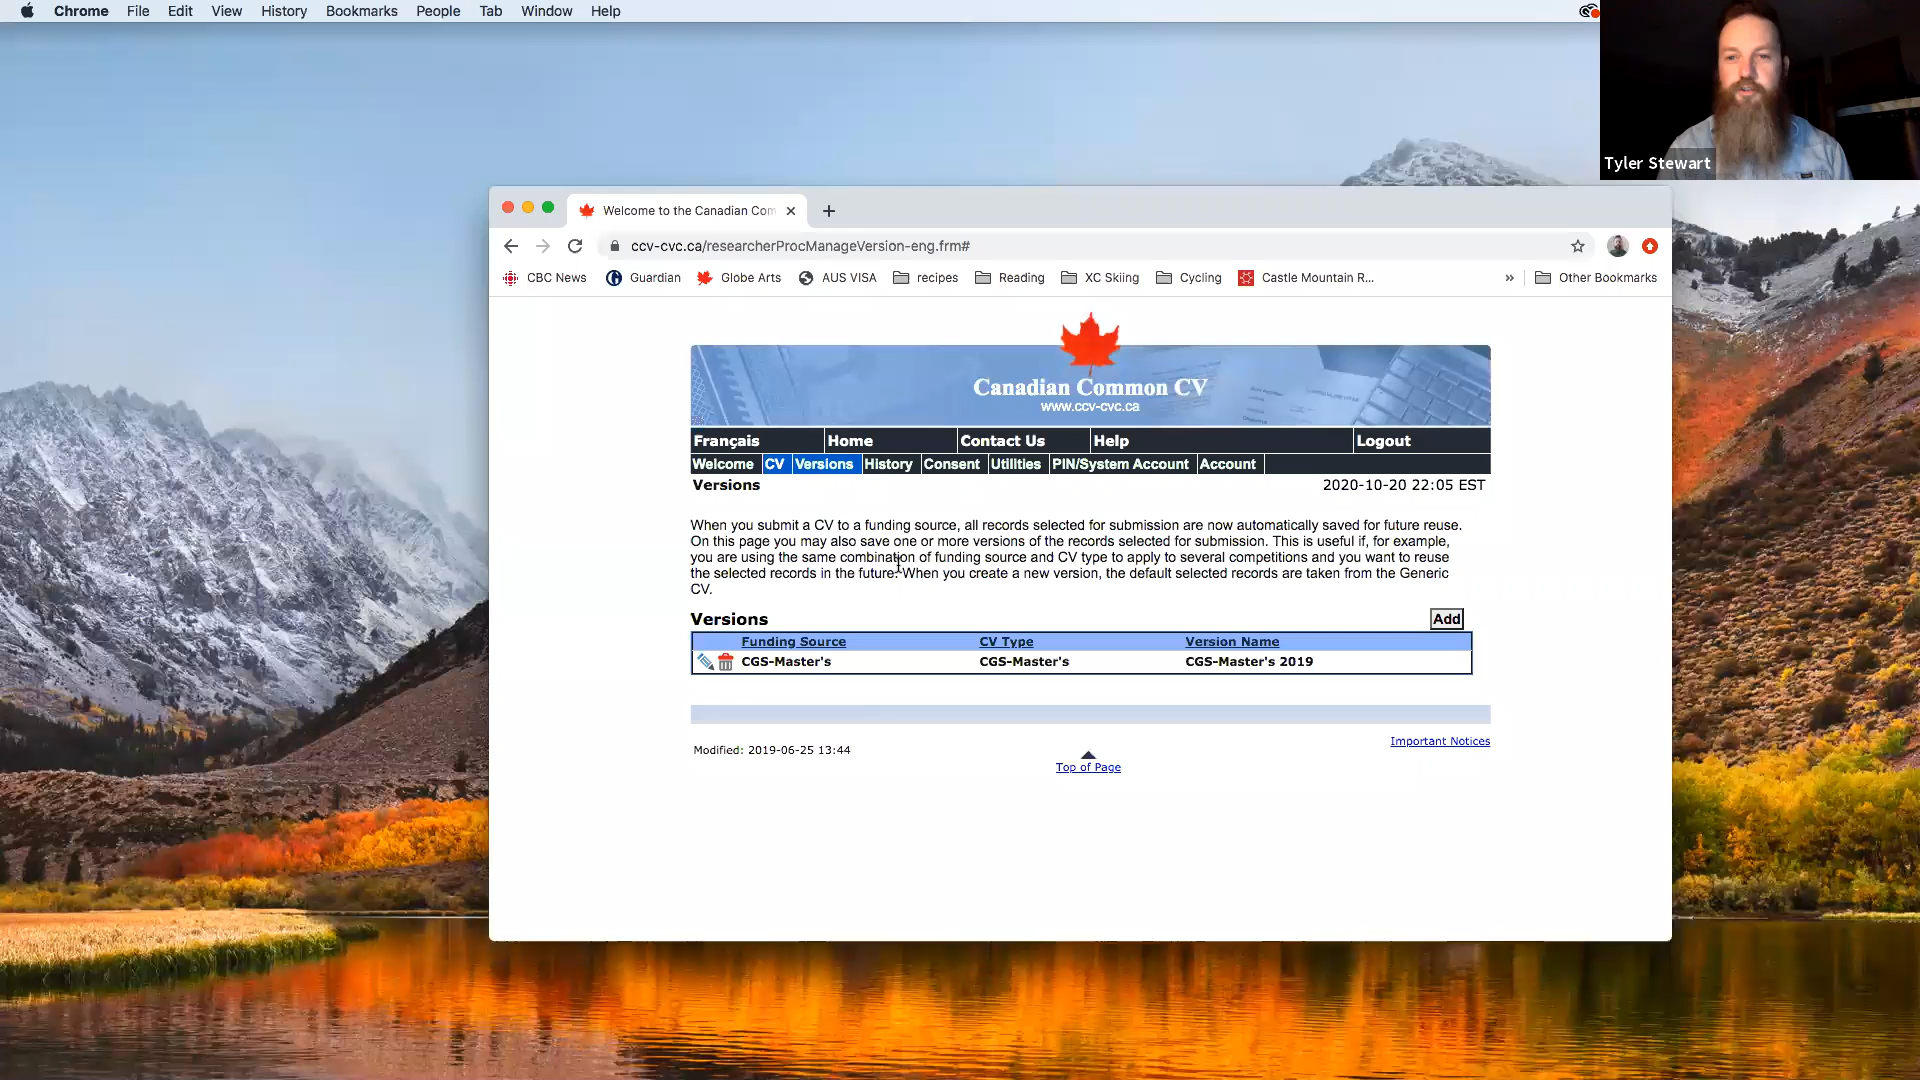 Chrome File Edit View History Bookmarks People Tab Window Help
Tyler Stewart
Welcome to the Canadian Com
ccv-cvc.ca/researcherProcManageVersion-eng.frm#
CBC News Guardian Globe Arts AUS VISA recipes Reading XC Skiing Cycling Castle Mountain R... » Other Bookmarks
Canadian Common CV
www.ccv-cvc.ca
Français Home Contact Us Help Logout
Welcome CV Versions History Consent Utilities PIN/System Account Account
Versions 2020-10-20 22:05 EST
When you submit a CV to a funding source, all records selected for submission are now automatically saved for future reuse.
On this page you may also save one or more versions of the records selected for submission. This is useful if, for example,
you are using the same combination of funding source and CV type to apply to several competitions and you want to reuse
the selected records in the future. When you create a new version, the default selected records are taken from the Generic
CV.
Versions Add
Funding Source CV Type Version Name
CGS-Master's CGS-Master's CGS-Master's 2019
Important Notices
Modified: 2019-06-25 13:44
Top of Page